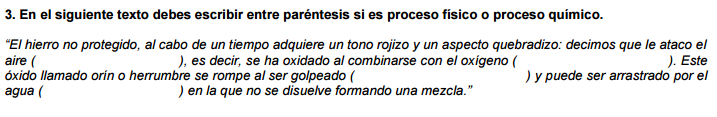 3. En el siguiente texto debes escribir entre paréntesis si es proceso físico o proceso químico.
“El hierro no protegido, al cabo de un tiempo adquiere un tono rojizo y un aspecto quebradizo: decimos que le ataco el
aire ( ), es decir, se ha oxidado al combinarse con el oxígeno ( ). Este
óxido llamado orín o herrumbre se rompe al ser golpeado ( ) y puede ser arrastrado por el
agua ( ) en la que no se disuelve formando una mezcla.”